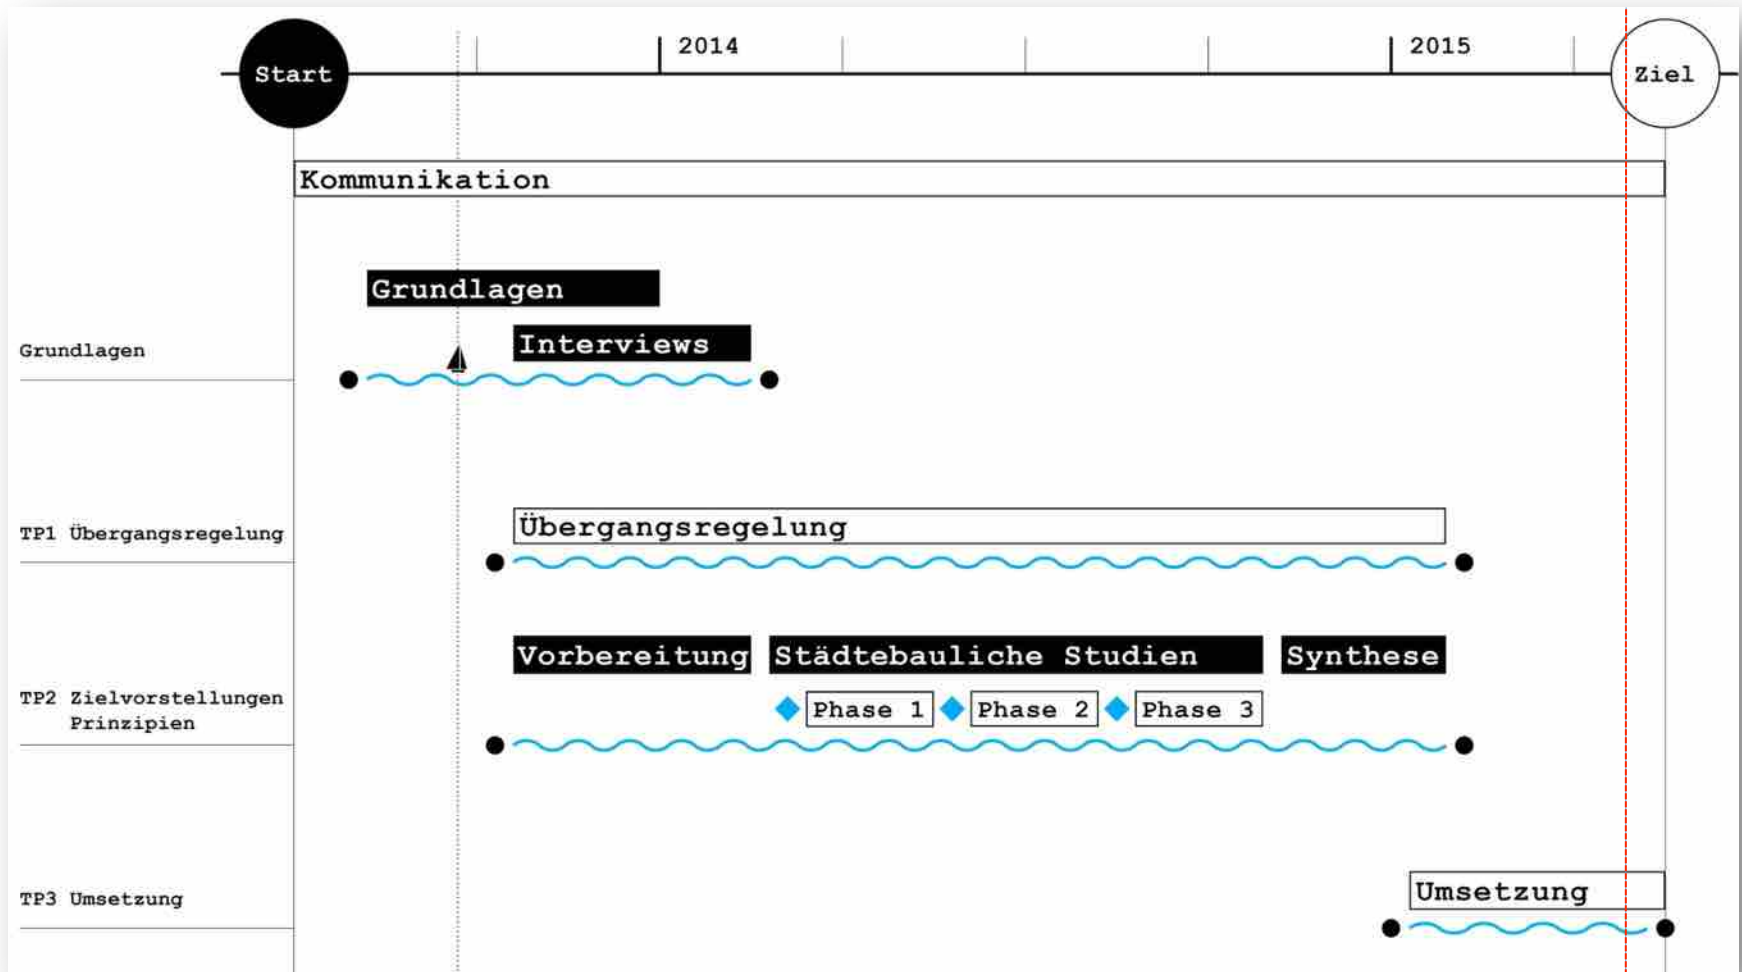 2014
2015
Start
Ziel
Kommunikation
Grundlagen
Interviews
Grundlagen
Übergangsregelung
TP1 Übergangsregelung
Vorbereitung
Städtebauliche Studien
Synthese
TP2 Zielvorstellungen
Prinzipien
Phase 1
Phase 2
Phase 3
Umsetzung
TP3 Umsetzung